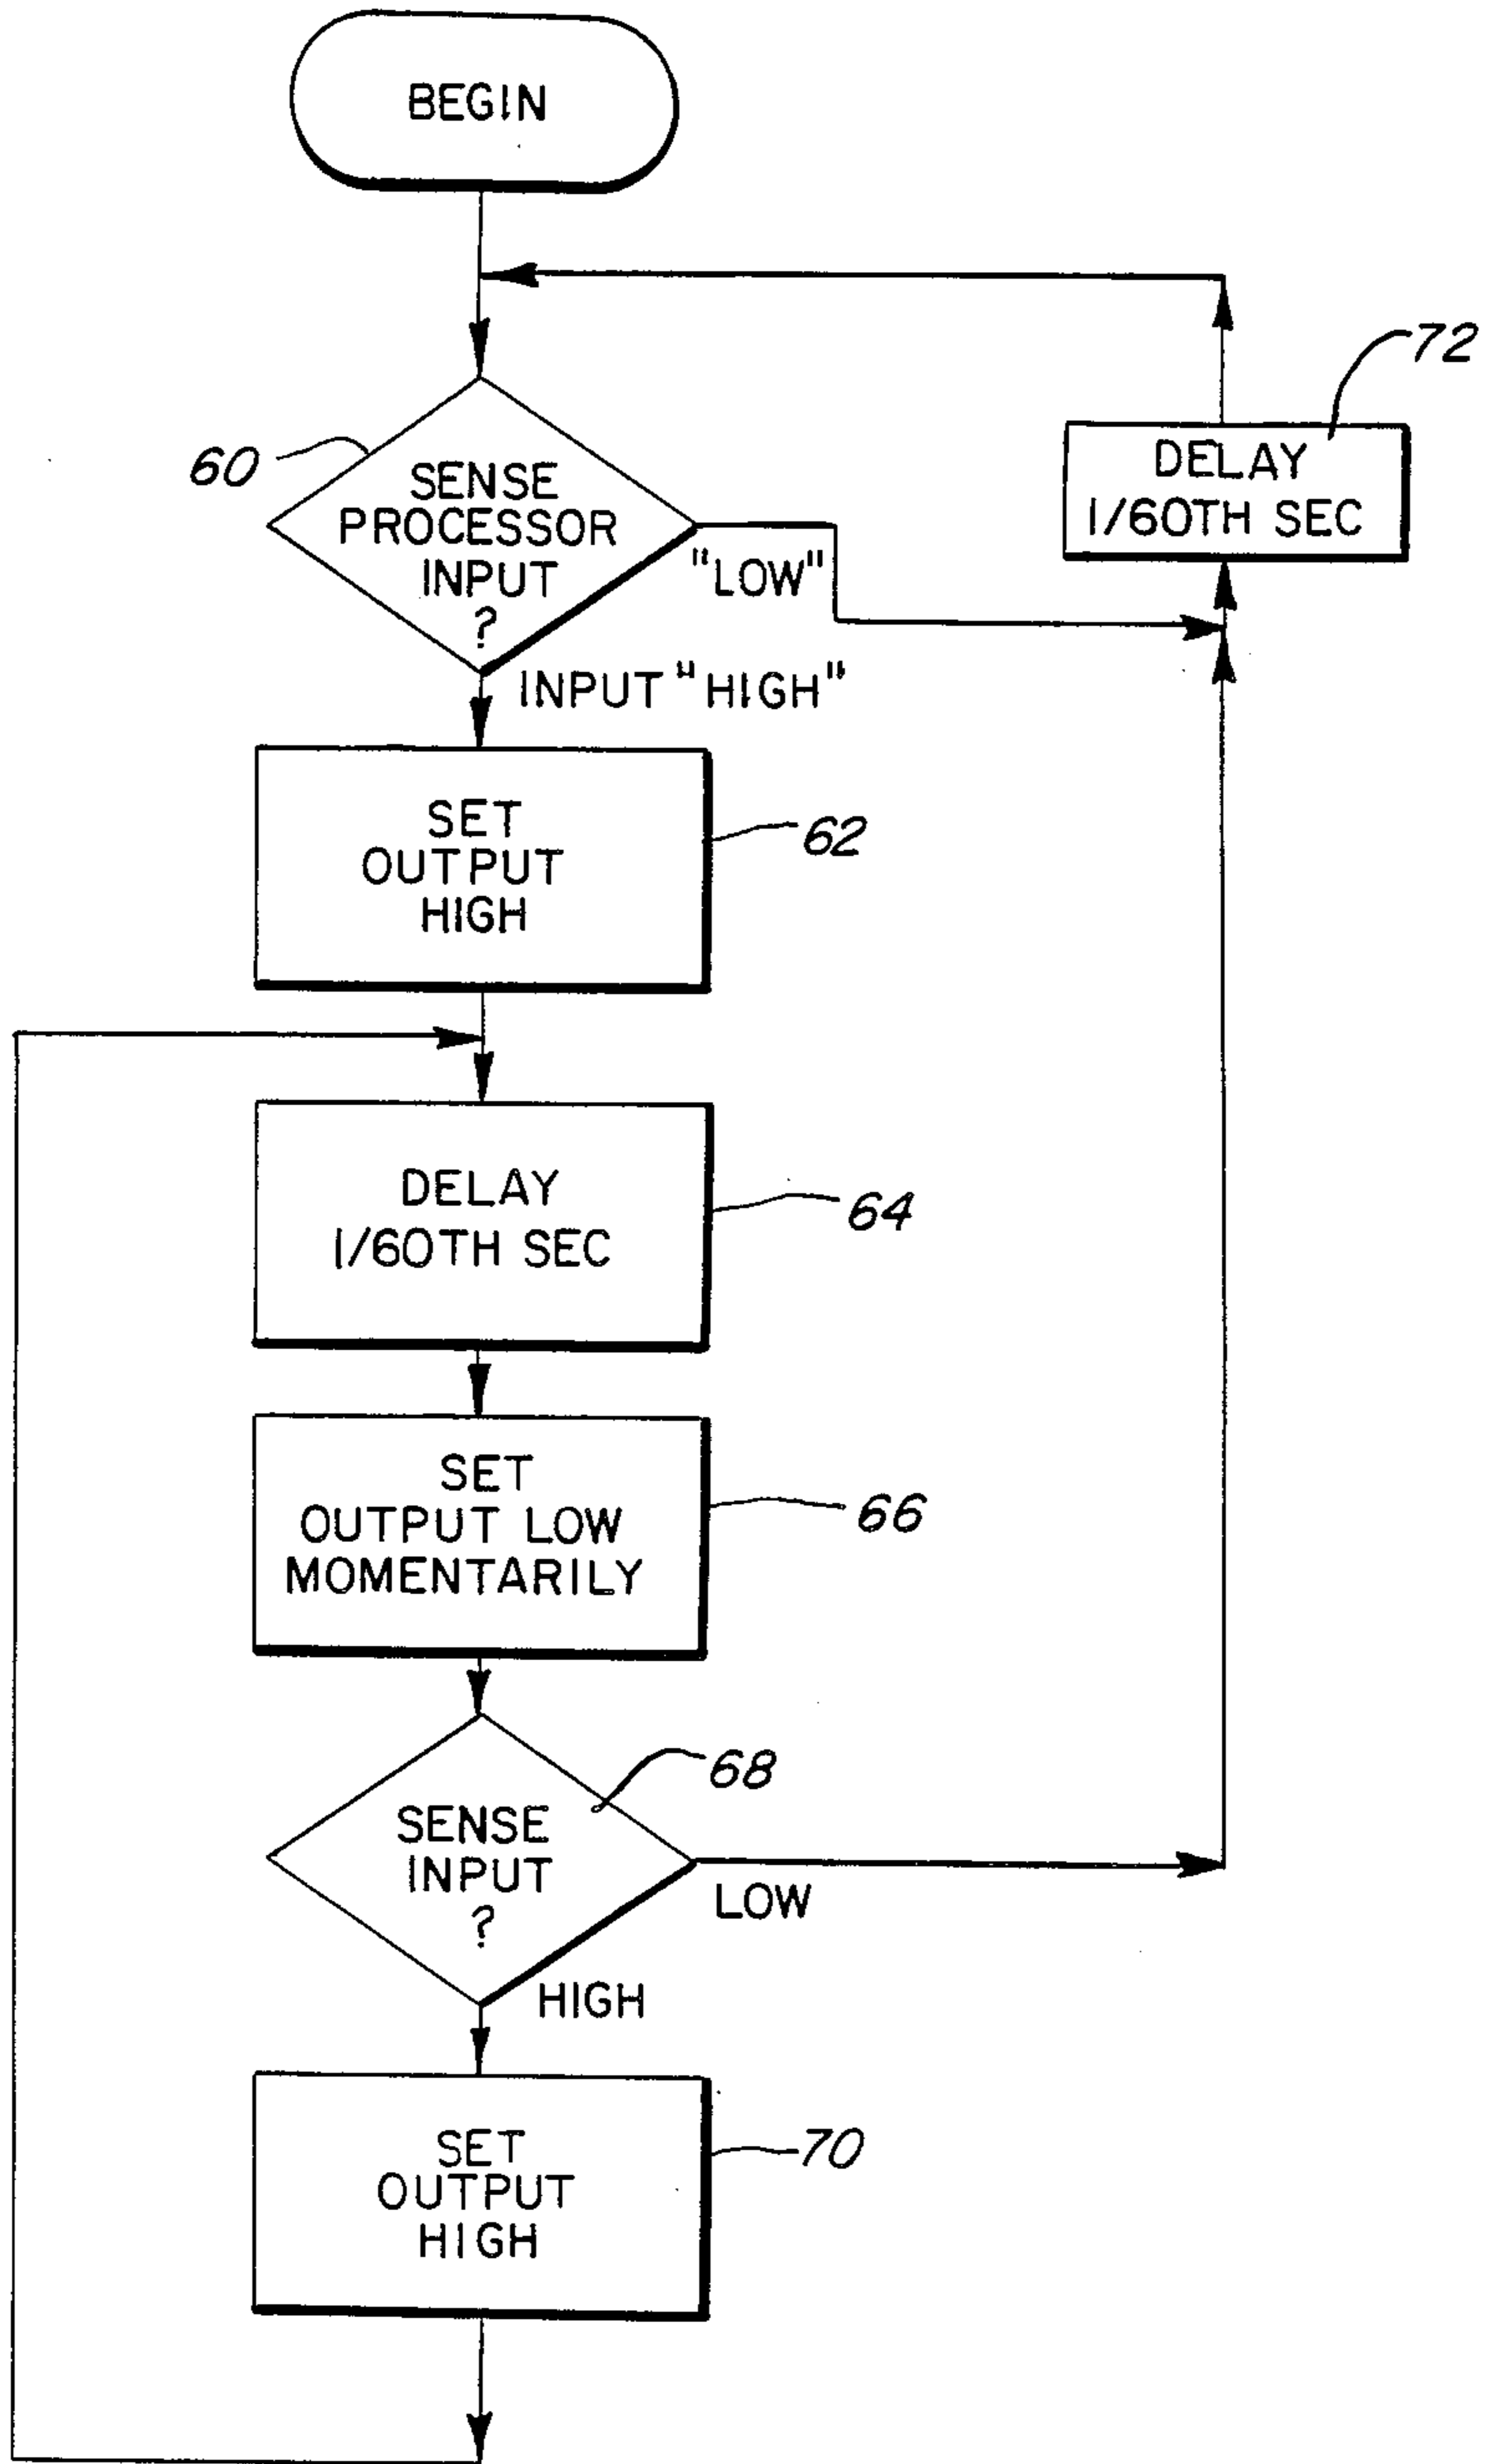 BEGIN
72
DELAY
1/60TH SEC
60
SENSE
PROCESSOR
INPUT
?
"LOW"
INPUT "HIGH"
SET
OUTPUT
HIGH
62
DELAY
1/60TH SEC
64
SET
OUTPUT LOW
MOMENTARILY
66
68
SENSE
INPUT
?
LOW
HIGH
SET
OUTPUT
HIGH
70